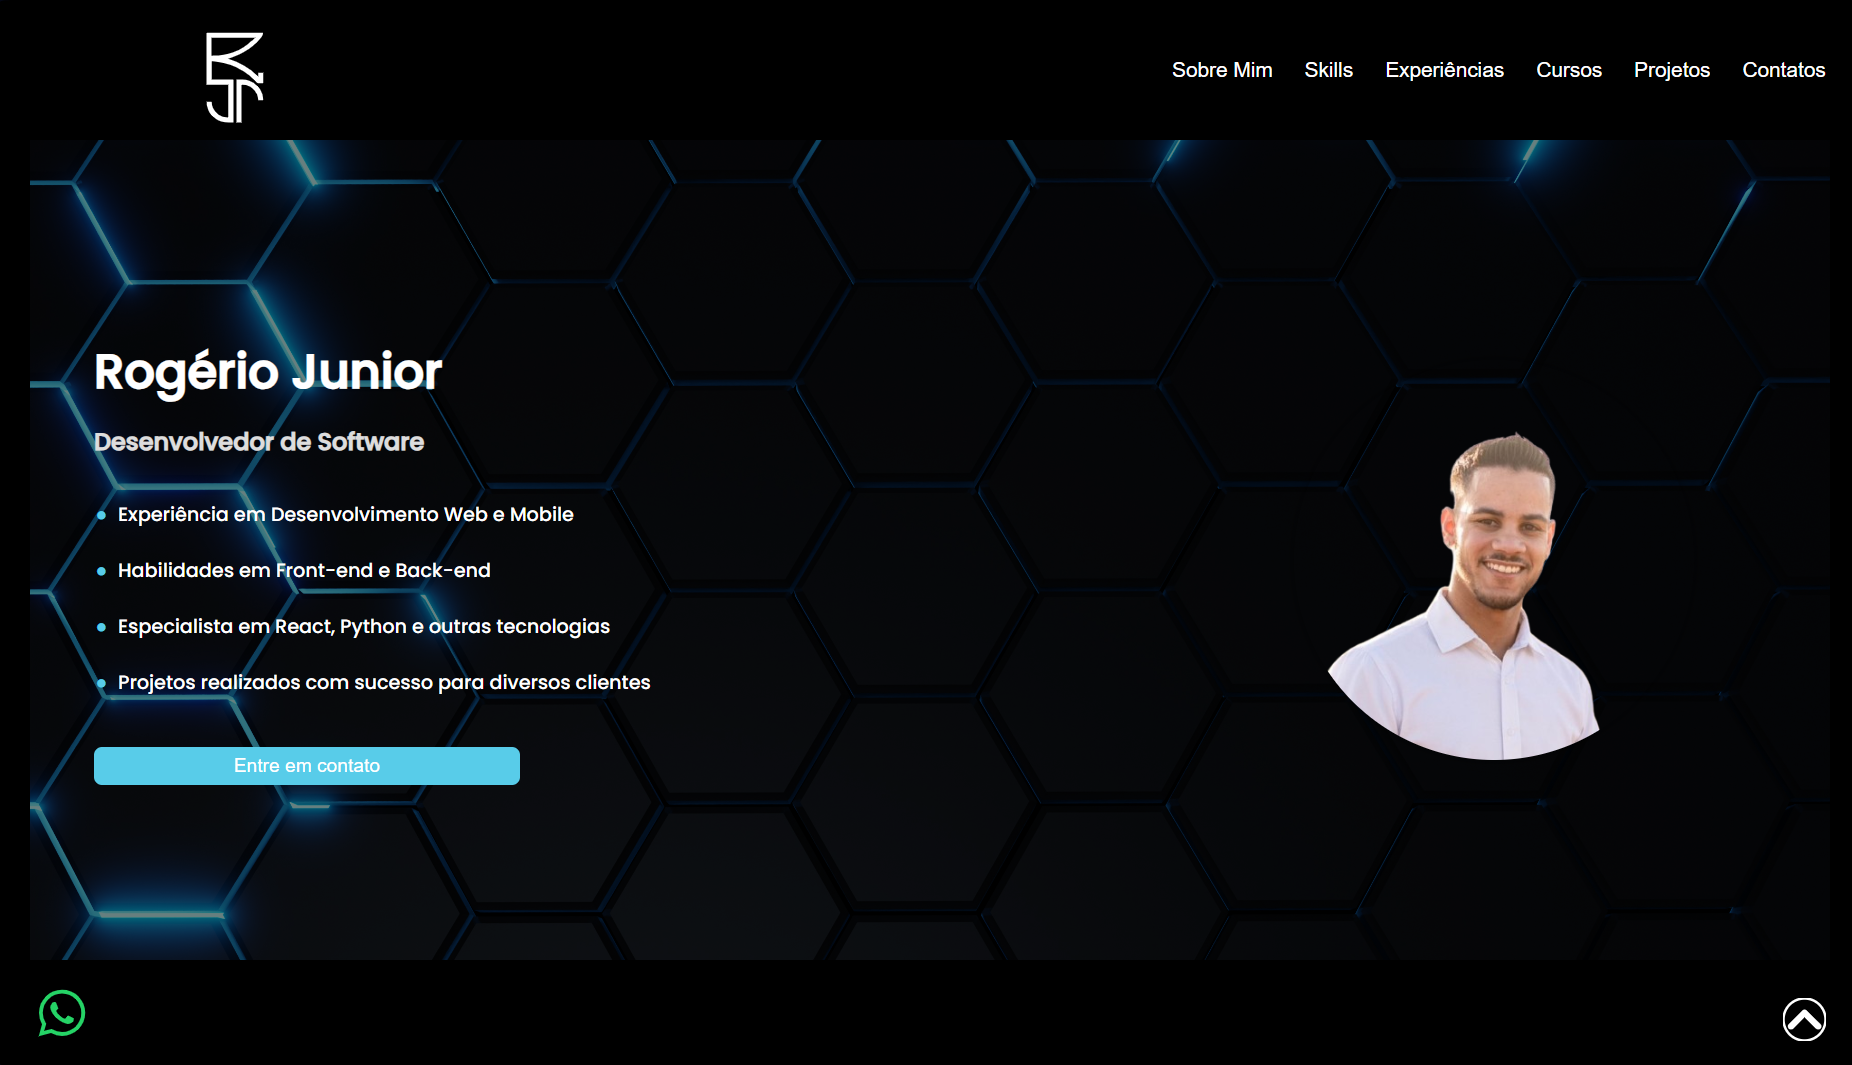 RJr
Sobre Mim Skills Experiências Cursos Projetos Contatos
Rogério Junior
Desenvolvedor de Software
Experiência em Desenvolvimento Web e Mobile
Habilidades em Front-end e Back-end
Especialista em React, Python e outras tecnologias
Projetos realizados com sucesso para diversos clientes
Entre em contato